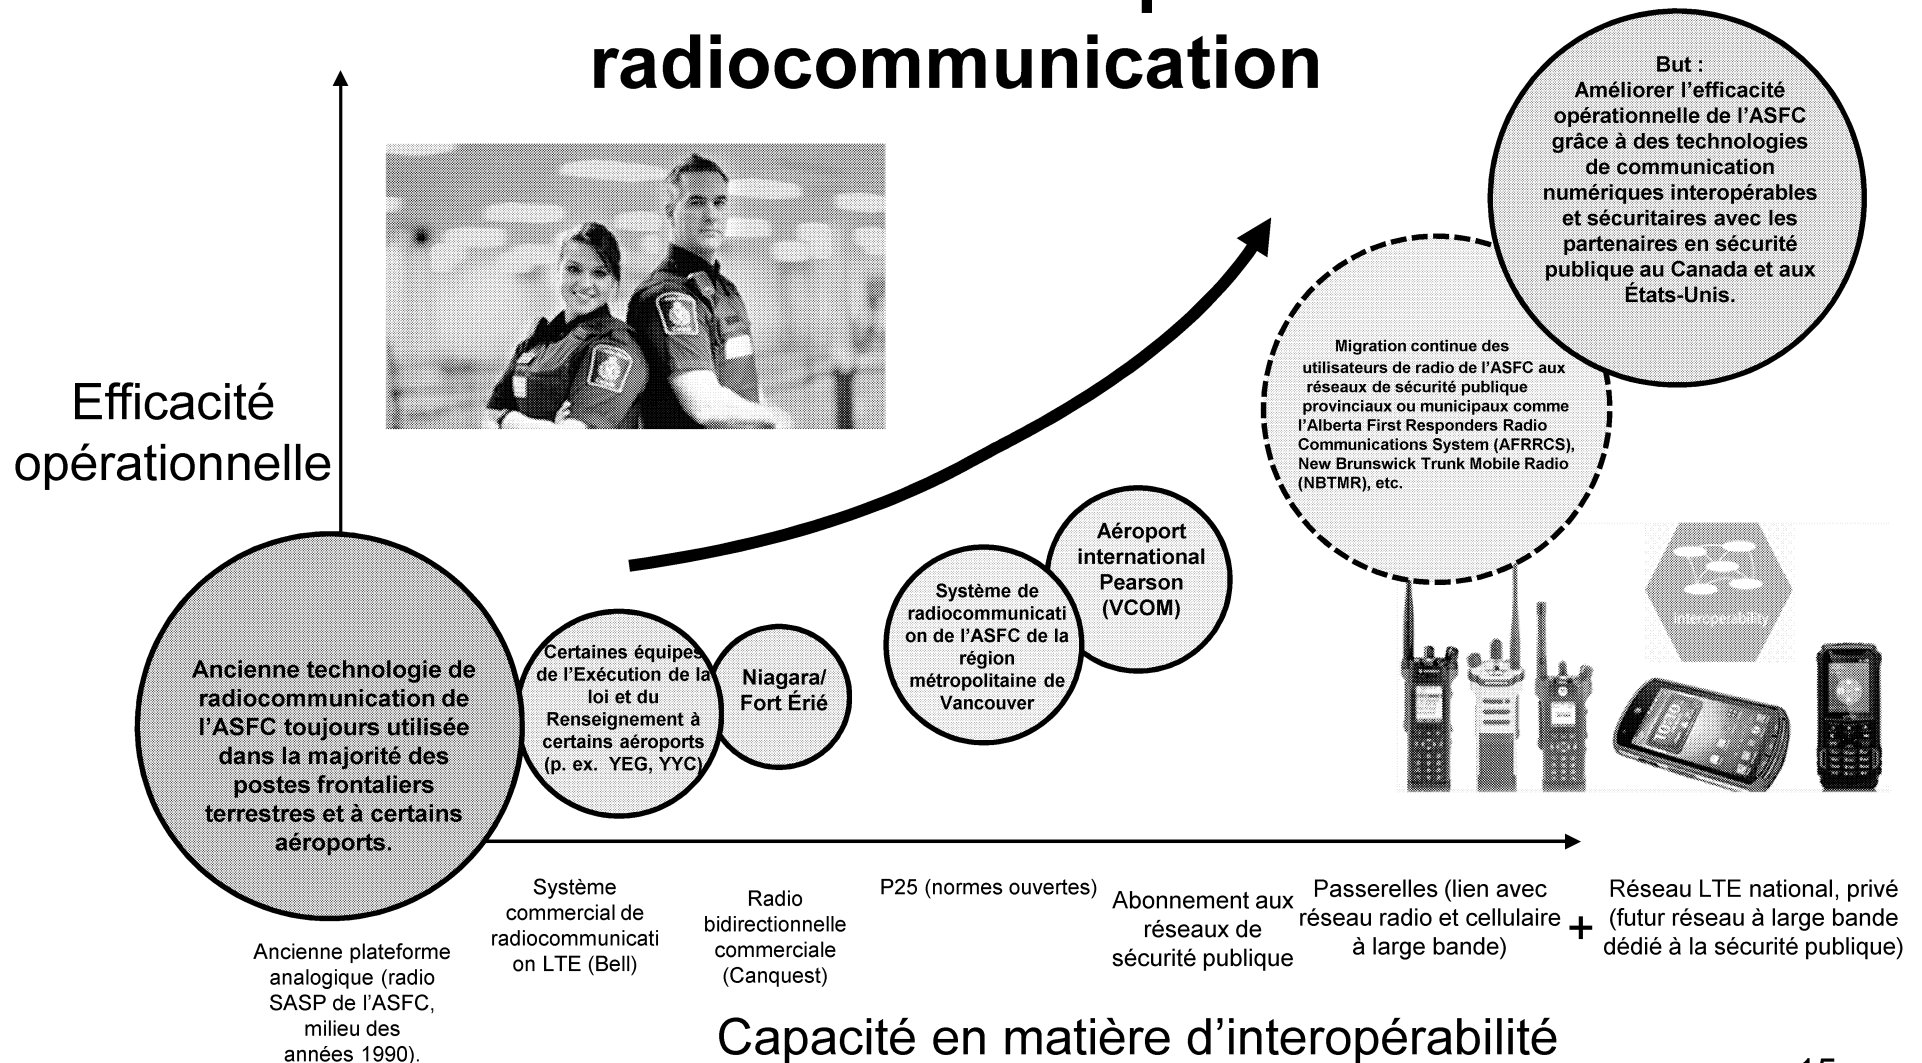 radiocommunication
But :
Améliorer l’efficacité
opérationnelle de l’ASFC
grâce à des technologies
de communication
numériques interopérables
et sécuritaires avec les
partenaires en sécurité
publique au Canada et aux
États-Unis.
Migration continue des
utilisateurs de radio de l’ASFC aux
réseaux de sécurité publique
provinciaux ou municipaux comme
l’Alberta First Responders Radio
Communications System (AFRRCS),
New Brunswick Trunk Mobile Radio
(NBTMR), etc.
Efficacité
opérationnelle
Aéroport
international
Pearson
(VCOM)
Système de
radiocommunicati
on de l’ASFC de la
région
métropolitaine de
Vancouver
Interoperability
Ancienne technologie de
radiocommunication de
l’ASFC toujours utilisée
dans la majorité des
postes frontaliers
terrestres et à certains
aéroports.
Certaines équipes
de l’Exécution de la
loi et du
Renseignement à
certains aéroports
(p. ex. YEG, YYC)
Niagara/
Fort Érié
Ancienne plateforme
analogique (radio
SASP de l’ASFC,
milieu des
années 1990).
Système
commercial de
radiocommunicati
on LTE (Bell)
Radio
bidirectionnelle
commerciale
(Canquest)
P25 (normes ouvertes)
Abonnement aux
réseaux de
sécurité publique
Passerelles (lien avec
réseau radio et cellulaire
à large bande)
+
Réseau LTE national, privé
(futur réseau à large bande
dédié à la sécurité publique)
Capacité en matière d’interopérabilité